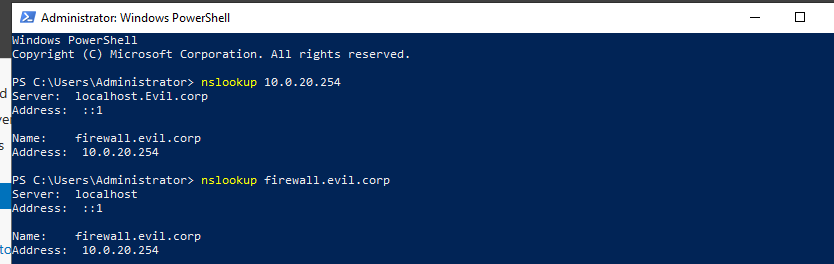 Administrator: Windows PowerShell
Windows PowerShell
Copyright (C) Microsoft Corporation. All rights reserved.
PS C:\Users\Administrator> nslookup 10.0.20.254
Server:  localhost.Evil.corp
Address:  ::1
Name:    firewall.evil.corp
Address:  10.0.20.254
PS C:\Users\Administrator> nslookup firewall.evil.corp
Server:  localhost
Address:  ::1
Name:    firewall.evil.corp
Address:  10.0.20.254